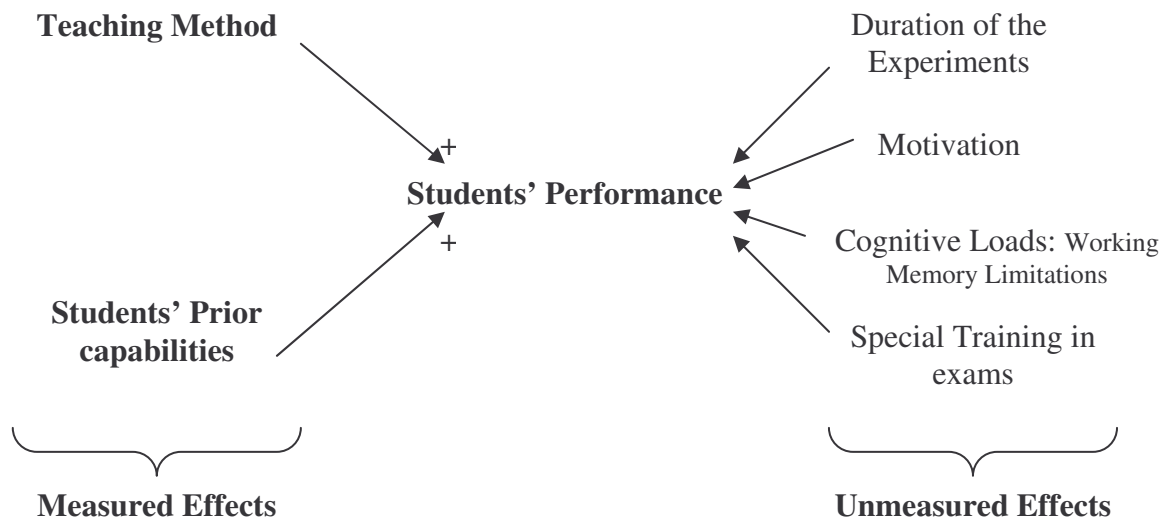 Teaching Method
Duration of the
Experiments
+
Motivation
Students’ Performance
+
Cognitive Loads: Working
Memory Limitations
Students’ Prior
capabilities
Special Training in
exams
Measured Effects
Unmeasured Effects